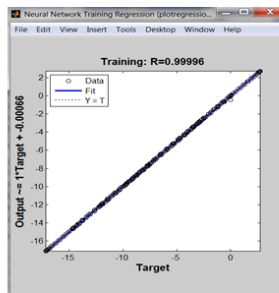 Neural Network Training Regression (plotregressio...
File Edit View Insert Tools Desktop Window Help
Training: R=0.99996
Output ~= 1*Target + -0.00066
2
0
-2
-4
-6
-8
-10
-12
-14
-16
Data
Fit
Y = T
-15 -10 -5 0
Target